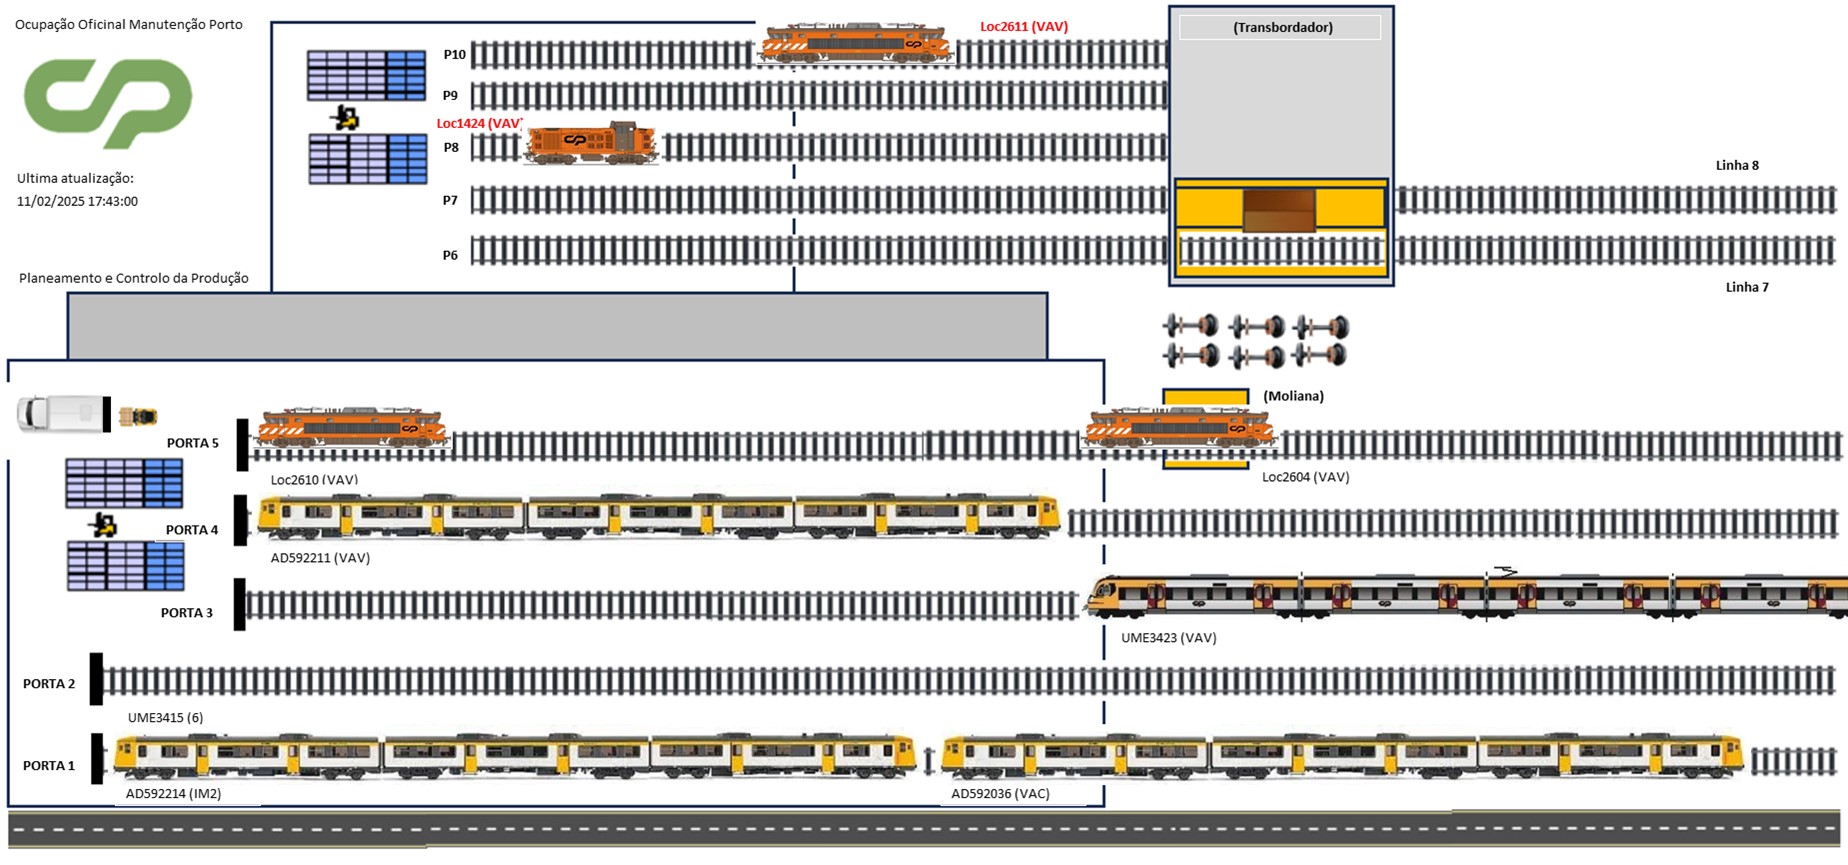 Ocupação Oficinal Manutenção Porto
Loc2611 (VAV)
(Transbordador)
P10
P9
Loc1424 (VAV)
P8
Ultima atualização:
11/02/2025 17:43:00
Linha 8
P7
P6
Planeamento e Controlo da Produção
Linha 7
(Moliana)
PORTA 5
Loc2610 (VAV)
Loc2604 (VAV)
PORTA 4
AD592211 (VAV)
PORTA 3
UME3423 (VAV)
PORTA 2
UME3415 (6)
PORTA 1
AD592214 (IM2)
AD592036 (VAC)